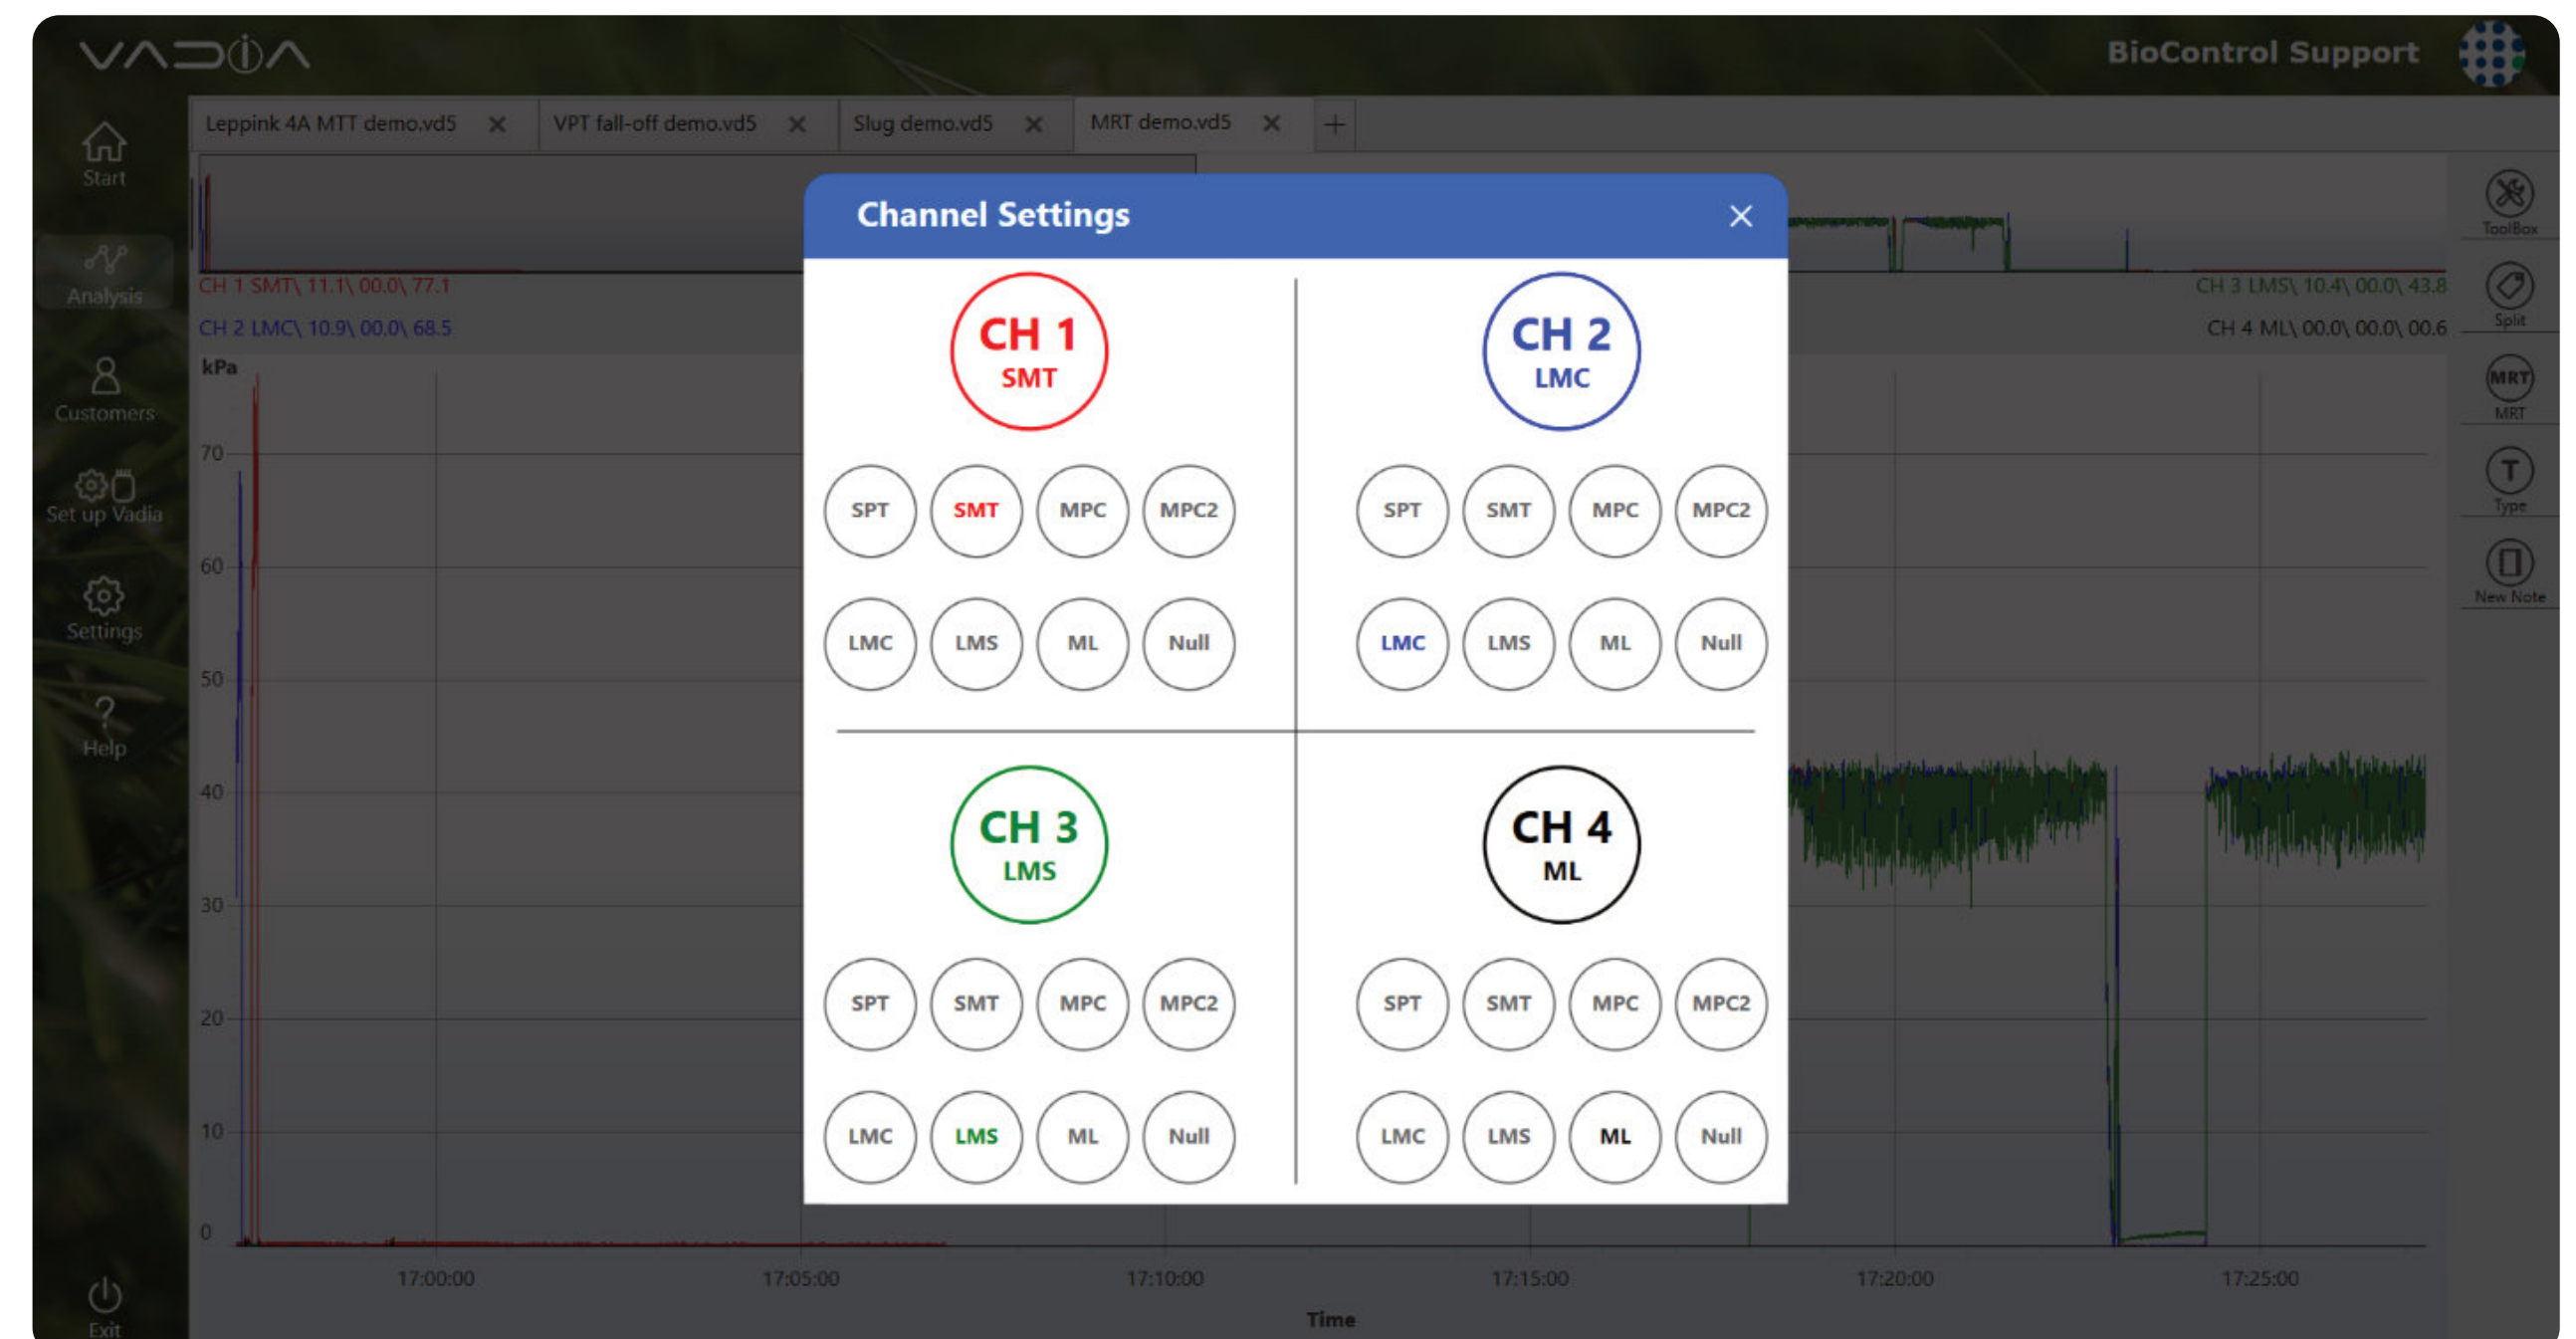 VADIA
BioControl Support
Start
Analysis
Customers
Set up Vadia
Settings
Help
Exit
Leppink 4A MTT demo.vd5
VPT fall-off demo.vd5
Slug demo.vd5
MRT demo.vd5
CH 1 SMT\ 11.1\ 00.0\ 77.1
CH 2 LMC\ 10.9\ 00.0\ 68.5
CH 3 LMS\ 10.4\ 00.0\ 43.8
CH 4 ML\ 00.0\ 00.0\ 00.6
kPa
70
60
50
40
30
20
10
0
17:00:00 17:05:00 17:10:00 17:15:00 17:20:00 17:25:00
Time
Channel Settings
CH 1
SMT
SPT SMT MPC MPC2
LMC LMS ML Null
CH 2
LMC
SPT SMT MPC MPC2
LMC LMS ML Null
CH 3
LMS
SPT SMT MPC MPC2
LMC LMS ML Null
CH 4
ML
SPT SMT MPC MPC2
LMC LMS ML Null
ToolBox
Split
MRT
MRT
T
Type
New Note